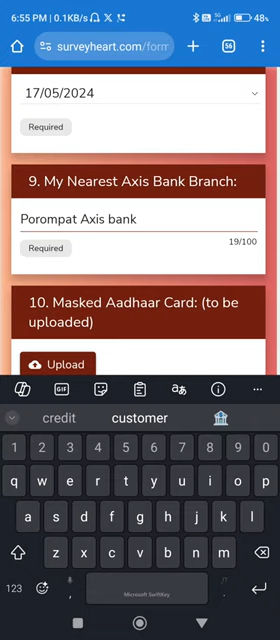 6:55 PM | 0.1KB/s
48%
surveyheart.com/form
56
17/05/2024
Required
9. My Nearest Axis Bank Branch:
Porompat Axis bank
19/100
Required
10. Masked Aadhaar Card: (to be
uploaded)
Upload
GIF
credit customer
1 2 3 4 5 6 7 8 9 0
q w e r t y u i o p
a s d f g h j k l
z x c v b n m
123 , Microsoft SwiftKey .